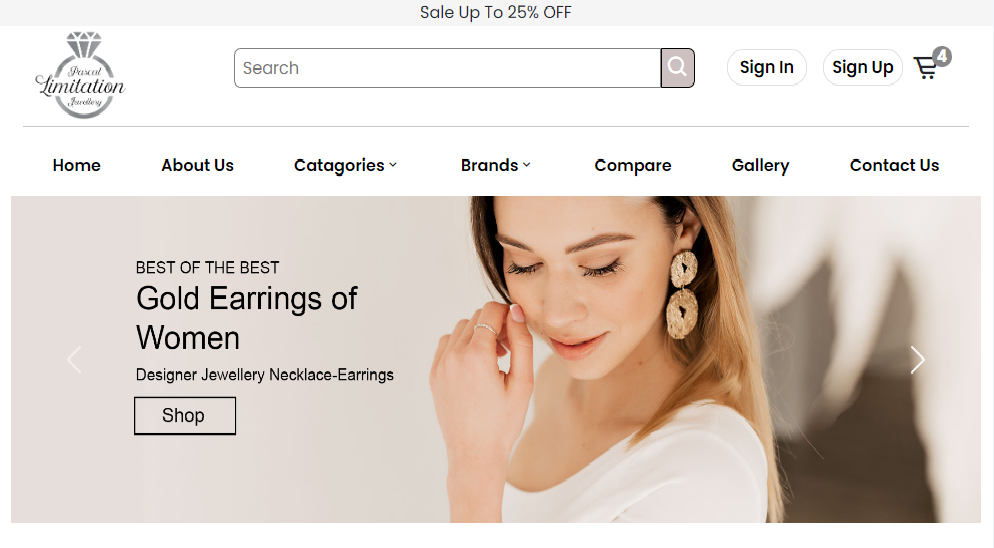 Sale Up To 25% OFF
Pascal
Limitation
Jewellery
Search
Sign In
Sign Up
4
Home
About Us
Catagories
Brands
Compare
Gallery
Contact Us
BEST OF THE BEST
Gold Earrings of
Women
Designer Jewellery Necklace-Earrings
Shop